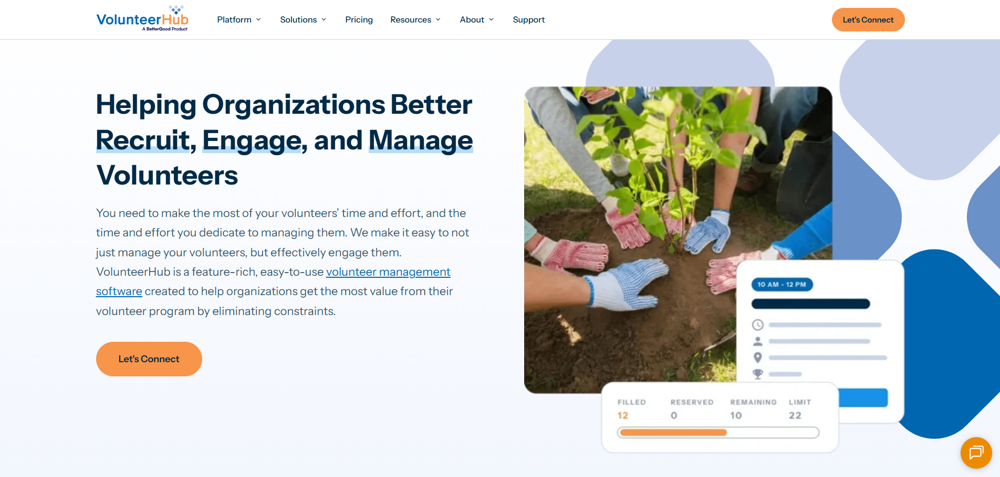 VolunteerHub
A BetterGood Product
Platform Solutions Pricing Resources About Support
Let's Connect
Helping Organizations Better
Recruit, Engage, and Manage
Volunteers
You need to make the most of your volunteers’ time and effort, and the
time and effort you dedicate to managing them. We make it easy to not
just manage your volunteers, but effectively engage them.
VolunteerHub is a feature-rich, easy-to-use volunteer management
software created to help organizations get the most value from their
volunteer program by eliminating constraints.
Let's Connect
10 AM - 12 PM
FILLED RESERVED REMAINING LIMIT
12 0 10 22